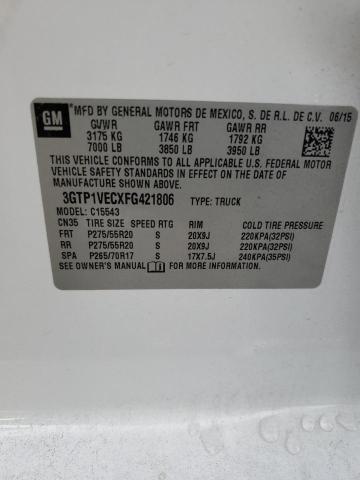 GM
*MFD BY GENERAL MOTORS DE MEXICO, S. DE R.L. DE C.V. 06/15
GVWR GAWR FRT GAWR RR
3175 KG 1746 KG 1792 KG
7000 LB 3850 LB 3950 LB
THIS VEHICLE CONFORMS TO ALL APPLICABLE U.S. FEDERAL MOTOR
VEHICLE SAFETY STANDARDS IN EFFECT ON THE DATE OF
MANUFACTURE SHOWN ABOVE.
3GTP1VECXFG421806 TYPE: TRUCK
MODEL: C15543
CN35 TIRE SIZE SPEED RTG RIM COLD TIRE PRESSURE
FRT P275/55R20 S 20X9J 220KPA(32PSI)
RR P275/55R20 S 20X9J 220KPA(32PSI)
SPA P265/70R17 S 17X7.5J 240KPA(35PSI)
SEE OWNER'S MANUAL FOR MORE INFORMATION.